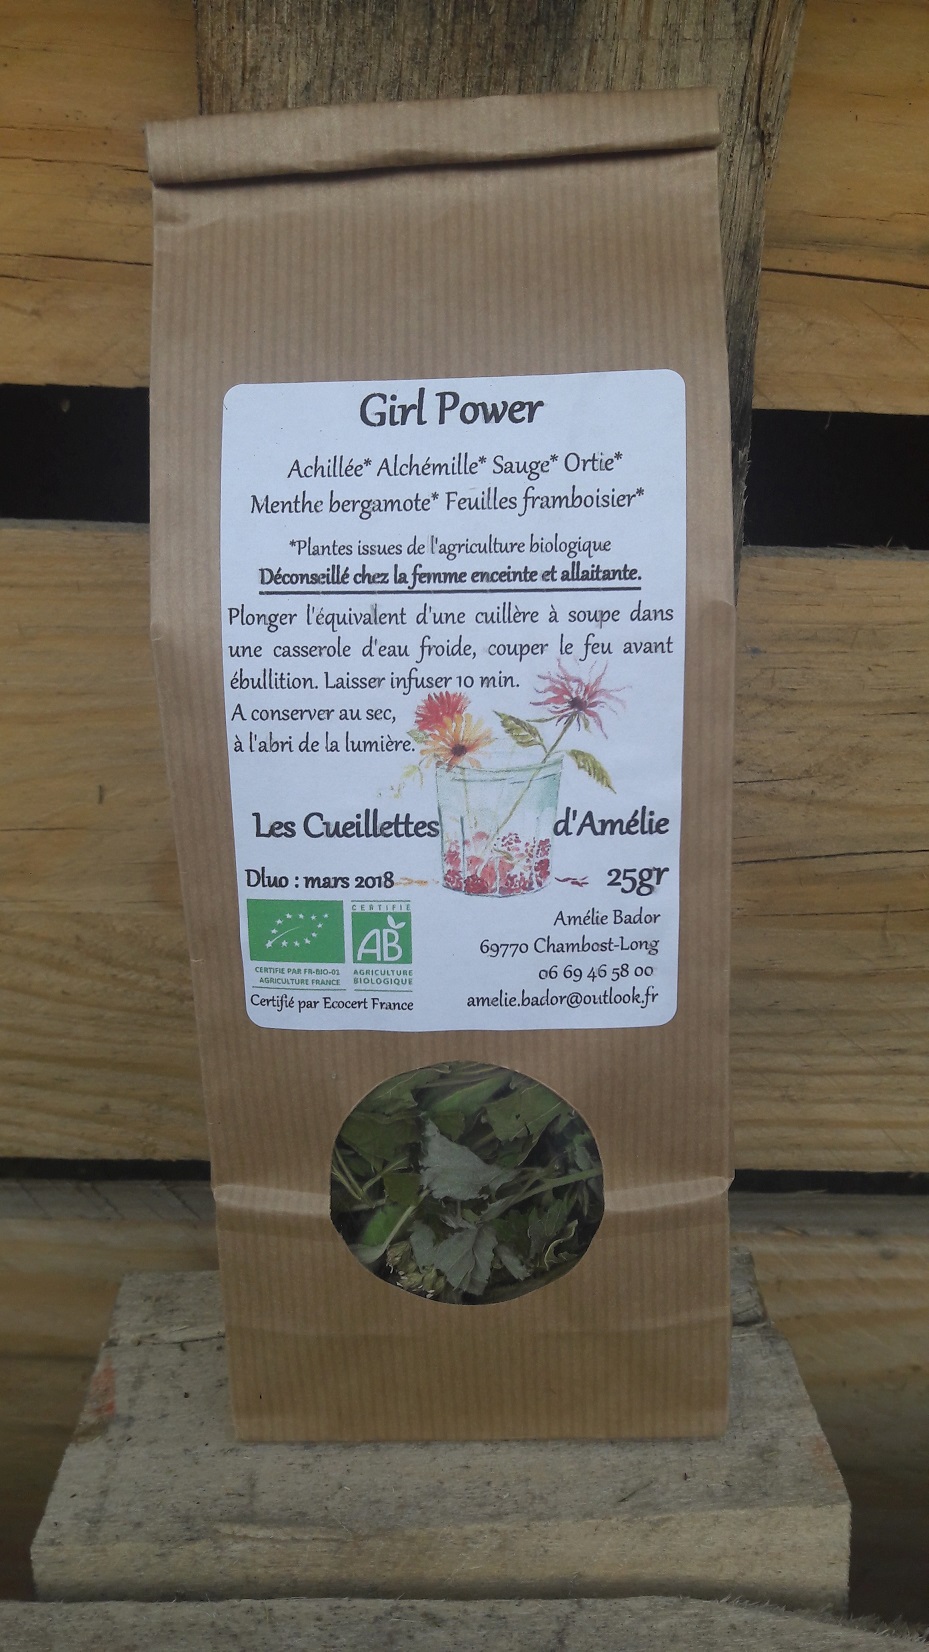 Girl Power
Achillée* Alchémille* Sauge* Ortie*
Menthe bergamote* Feuilles framboisier*
*Plantes issues de l'agriculture biologique
Déconseillé chez la femme enceinte et allaitante.
Plonger l'équivalent d'une cuillère à soupe dans
une casserole d'eau froide, couper le feu avant
ébullition. Laisser infuser 10 min.
A conserver au sec,
à l'abri de la lumière.
Les Cueillettes d'Amélie
Dluo : mars 2018
25gr
CERTIFIÉ
AB
AGRICULTURE
BIOLOGIQUE
CERTIFIE PAR FR-BIO-01
AGRICULTURE FRANCE
Certifié par Ecocert France
Amélie Bador
69770 Chambost-Long
06 69 46 58 00
amelie.bador@outlook.fr